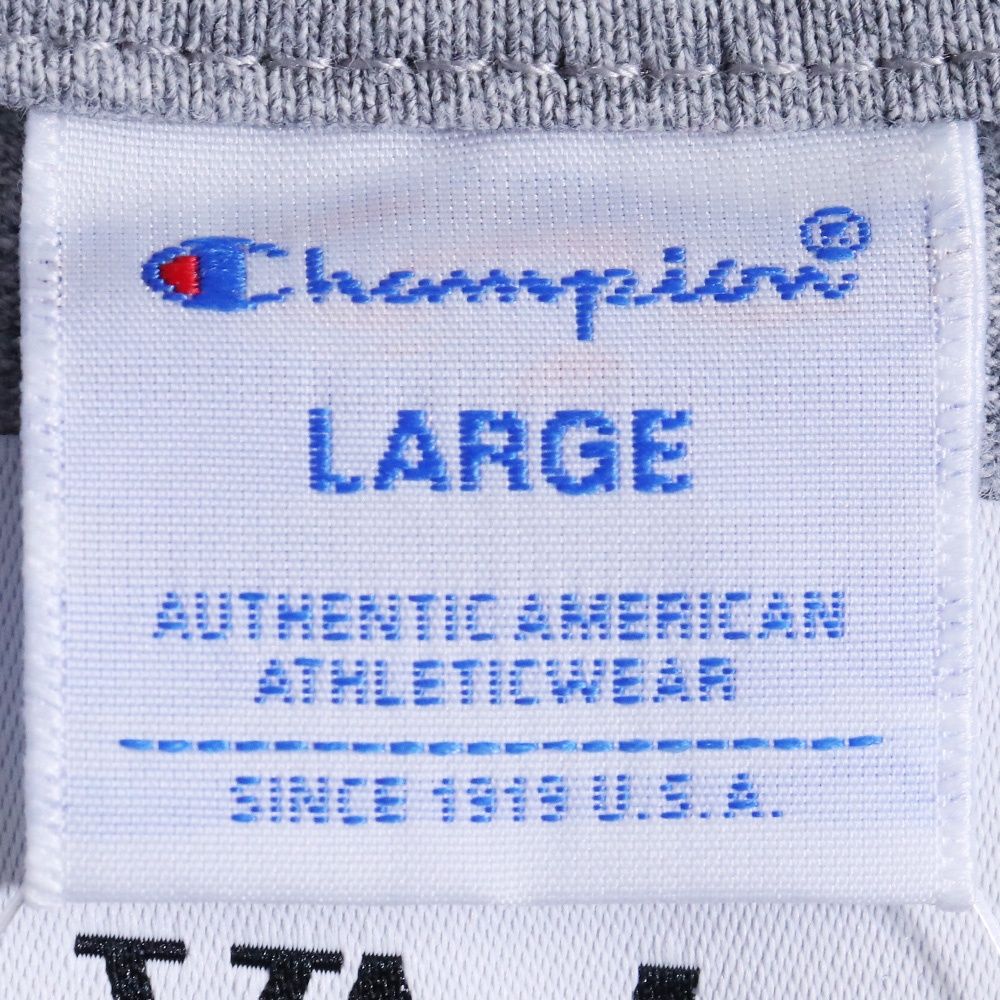 Champion®
LARGE
AUTHENTIC AMERICAN
ATHLETICWEAR
SINCE 1919 U.S.A.